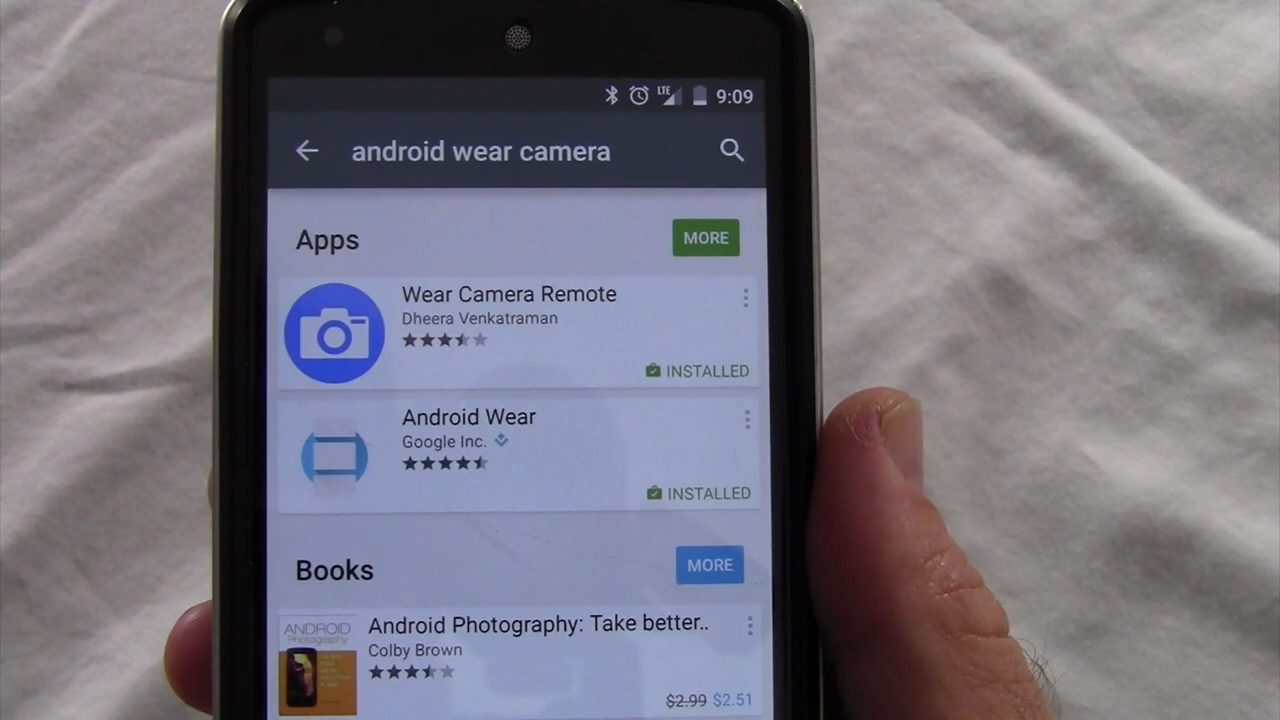 LTE 9:09
android wear camera
Apps MORE
Wear Camera Remote
Dheera Venkatraman
INSTALLED
Android Wear
Google Inc.
INSTALLED
Books MORE
ANDROID
Photography
Android Photography: Take better..
Colby Brown
$2.99 $2.51